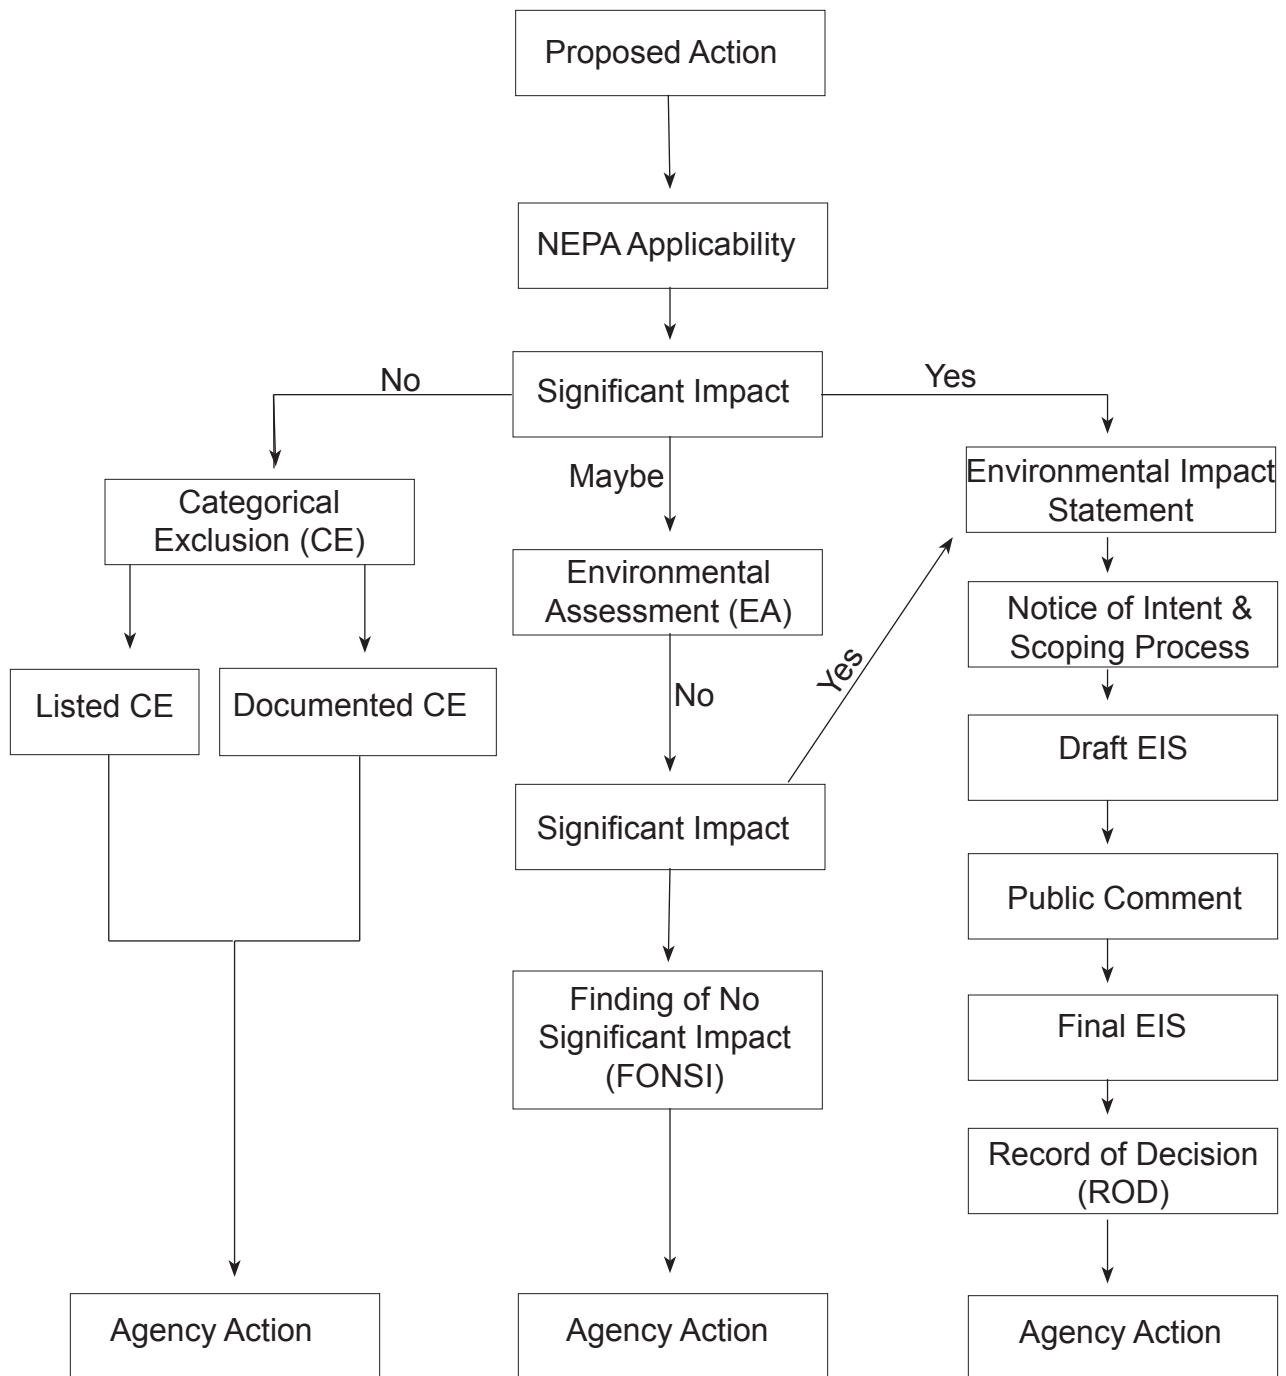 Proposed Action
NEPA Applicability
Significant Impact
No
Yes
Maybe
Categorical
Exclusion (CE)
Environmental
Assessment (EA)
Environmental Impact
Statement
Notice of Intent &
Scoping Process
Listed CE
Documented CE
No
Yes
Draft EIS
Significant Impact
Public Comment
Finding of No
Significant Impact
(FONSI)
Final EIS
Record of Decision
(ROD)
Agency Action
Agency Action
Agency Action